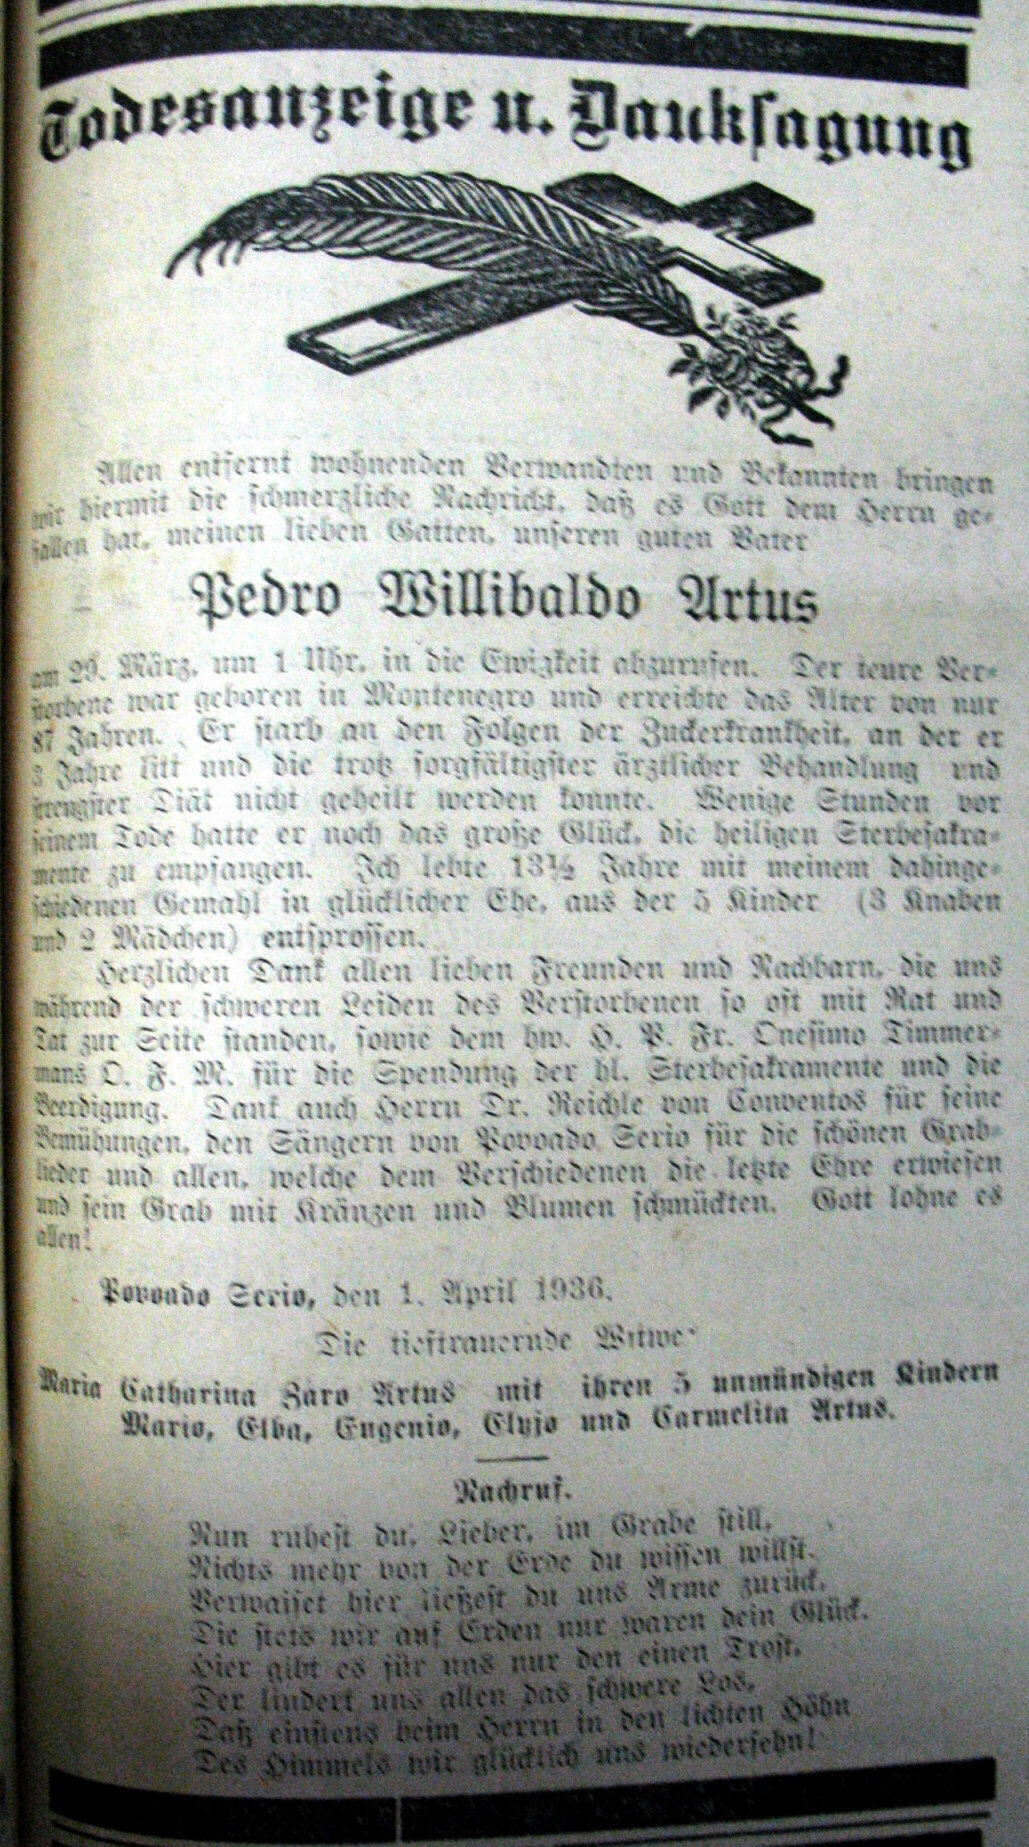 Todesanzeige u. Danksagung
Allen entfernt wohnenden Verwandten und Bekannten bringen
wir hiermit die schmerzliche Nachricht, daß es Gott dem Herrn ge-
fallen hat, meinen lieben Gatten, unseren guten Vater
Pedro Willibaldo Artus
am 29. März, um 1 Uhr, in die Ewigkeit abzurufen. Der teure Ver-
storbene war geboren in Montenegro und erreichte das Alter von nur
37 Jahren. Er starb an den Folgen der Zuckerkrankheit, an der er
3 Jahre litt und die trotz sorgfältigster ärztlicher Behandlung und
strengster Diät nicht geheilt werden konnte. Wenige Stunden vor
seinem Tode hatte er noch das große Glück, die heiligen Sterbesakra-
mente zu empfangen. Ich lebte 13½ Jahre mit meinem dahinge-
schiedenen Gemahl in glücklicher Ehe, aus der 5 Kinder (3 Knaben
und 2 Mädchen) entsprossen.
Herzlichen Dank allen lieben Freunden und Nachbarn, die uns
während der schweren Leiden des Verstorbenen so oft mit Rat und
Tat zur Seite standen, sowie dem hw. H. P. Fr. Onesimo Timmer-
mans O. F. M. für die Spendung der hl. Sterbesakramente und die
Beerdigung. Dank auch Herrn Dr. Reichle von Conventos für seine
Bemühungen, den Sängern von Povoado Serio für die schönen Grab-
lieder und allen, welche dem Verschiedenen die letzte Ehre erwiesen
und sein Grab mit Kränzen und Blumen schmückten. Gott lohne es
allen!
Povoado Serio, den 1. April 1936.
Die tieftrauernde Witwe:
Maria Catharina Zaro Artus mit ihren 5 unmündigen Kindern
Mario, Elba, Eugenio, Clyjo und Carmelita Artus.
Nachruf.
Nun ruhest du, Lieber, im Grabe still,
Nichts mehr von der Erde du wissen willst.
Verwaiset hier ließest du uns Arme zurück,
Die stets wir auf Erden nur waren dein Glück.
Hier gibt es für uns nur den einen Trost,
Der lindert uns allen das schwere Los,
Daß einstens beim Herrn in den lichten Höhn
Des Himmels wir glücklich uns wiedersehn!